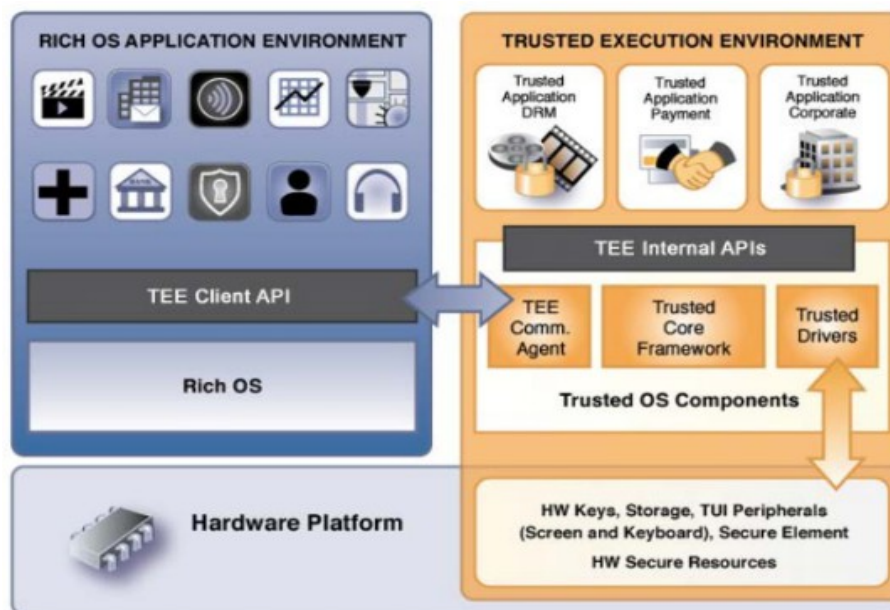 RICH OS APPLICATION ENVIRONMENT
TEE Client API
Rich OS
TRUSTED EXECUTION ENVIRONMENT
Trusted
Application
DRM
Trusted
Application
Payment
Trusted
Application
Corporate
TEE Internal APIs
TEE
Comm.
Agent
Trusted
Core
Framework
Trusted
Drivers
Trusted OS Components
Hardware Platform
HW Keys, Storage, TUI Peripherals
(Screen and Keyboard), Secure Element
HW Secure Resources